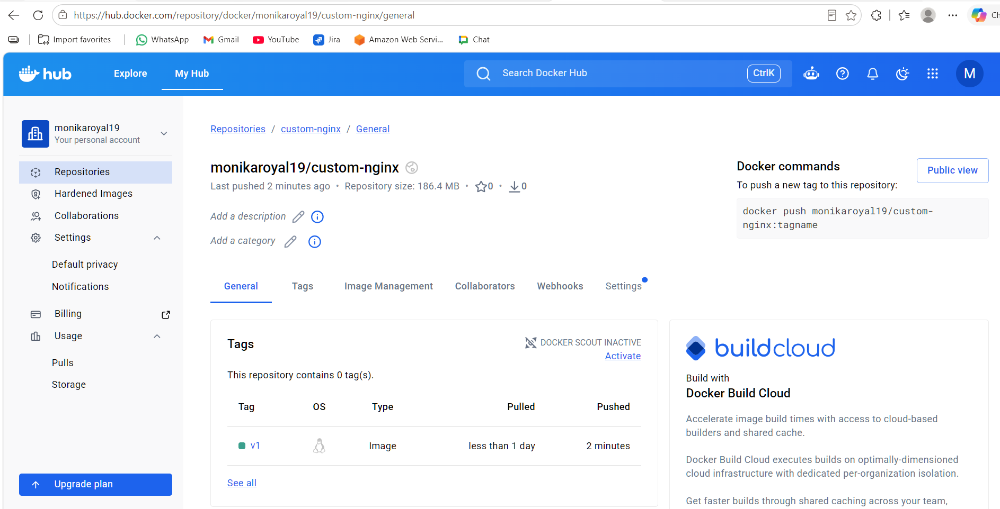 https://hub.docker.com/repository/docker/monikaroyal19/custom-nginx/general
Import favorites
WhatsApp
Gmail
YouTube
Jira
Amazon Web Servi...
Chat
hub
Explore
My Hub
Search Docker Hub
CtrlK
M
monikaroyal19
Your personal account
Repositories
Hardened Images
Collaborations
Settings
Default privacy
Notifications
Billing
Usage
Pulls
Storage
Upgrade plan
Repositories / custom-nginx / General
monikaroyal19/custom-nginx
Last pushed 2 minutes ago • Repository size: 186.4 MB • 0 • 0
Add a description
Add a category
Docker commands
Public view
To push a new tag to this repository:
docker push monikaroyal19/custom-
nginx:tagname
General
Tags
Image Management
Collaborators
Webhooks
Settings
Tags
DOCKER SCOUT INACTIVE
Activate
This repository contains 0 tag(s).
Tag OS Type Pulled Pushed
v1 Image less than 1 day 2 minutes
See all
buildcloud
Build with
Docker Build Cloud
Accelerate image build times with access to cloud-based
builders and shared cache.
Docker Build Cloud executes builds on optimally-dimensioned
cloud infrastructure with dedicated per-organization isolation.
Get faster builds through shared caching across your team,